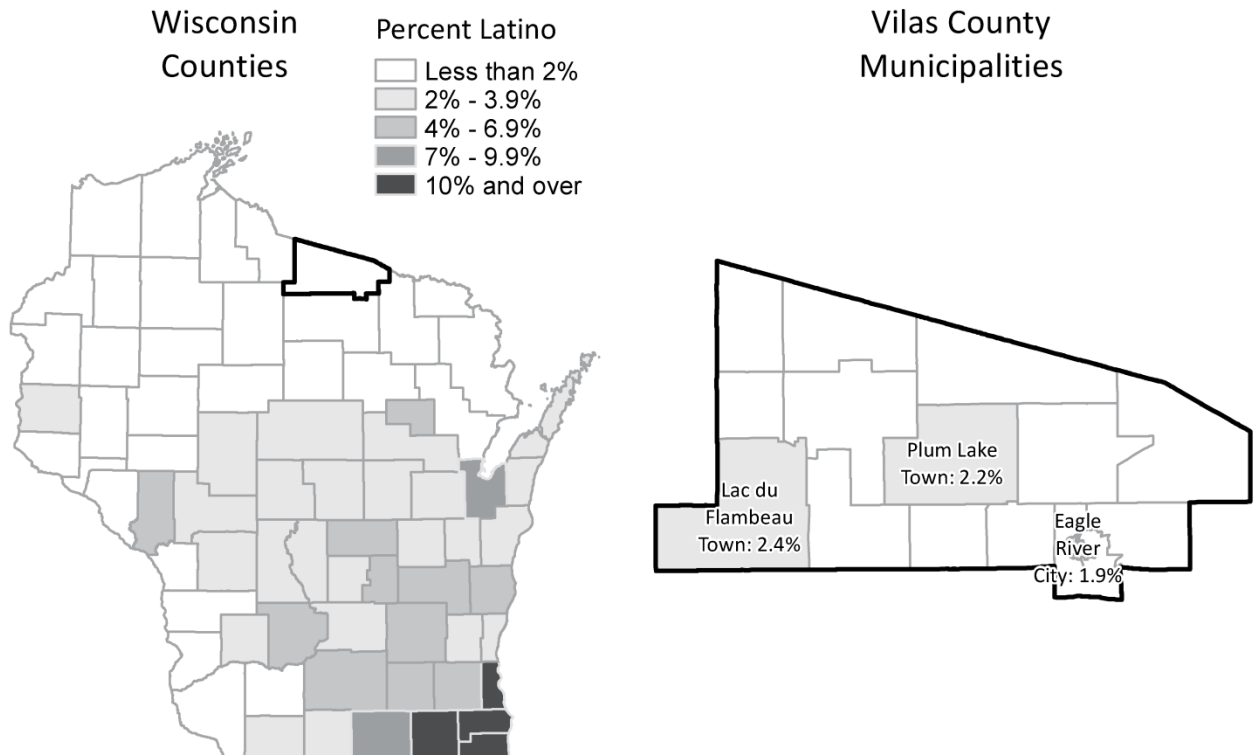 Wisconsin
Counties
Percent Latino
Less than 2%
2% - 3.9%
4% - 6.9%
7% - 9.9%
10% and over
Vilas County
Municipalities
Plum Lake
Town: 2.2%
Lac du
Flambeau
Town: 2.4%
Eagle
River
City: 1.9%